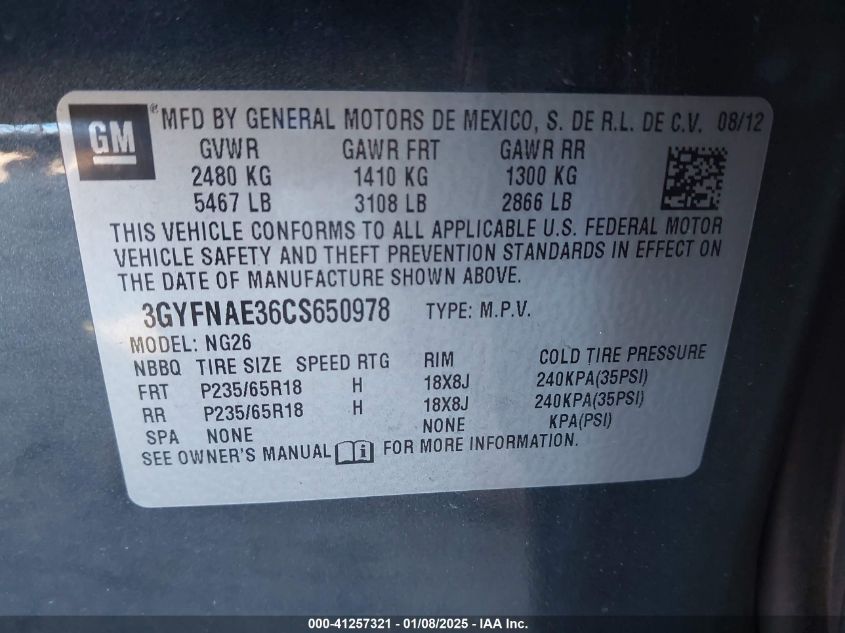 GM® MFD BY GENERAL MOTORS DE MEXICO, S. DE R.L. DE C.V. 08/12
GVWR GAWR FRT GAWR RR
2480 KG 1410 KG 1300 KG
5467 LB 3108 LB 2866 LB
THIS VEHICLE CONFORMS TO ALL APPLICABLE U.S. FEDERAL MOTOR
VEHICLE SAFETY AND THEFT PREVENTION STANDARDS IN EFFECT ON
THE DATE OF MANUFACTURE SHOWN ABOVE.
3GYFNAE36CS650978 TYPE: M.P.V.
MODEL: NG26
NBBQ TIRE SIZE SPEED RTG RIM COLD TIRE PRESSURE
FRT P235/65R18 H 18X8J 240KPA(35PSI)
RR P235/65R18 H 18X8J 240KPA(35PSI)
SPA NONE NONE KPA(PSI)
SEE OWNER'S MANUAL i FOR MORE INFORMATION.
000-41257321 | 01/08/2025 - IAA Inc.